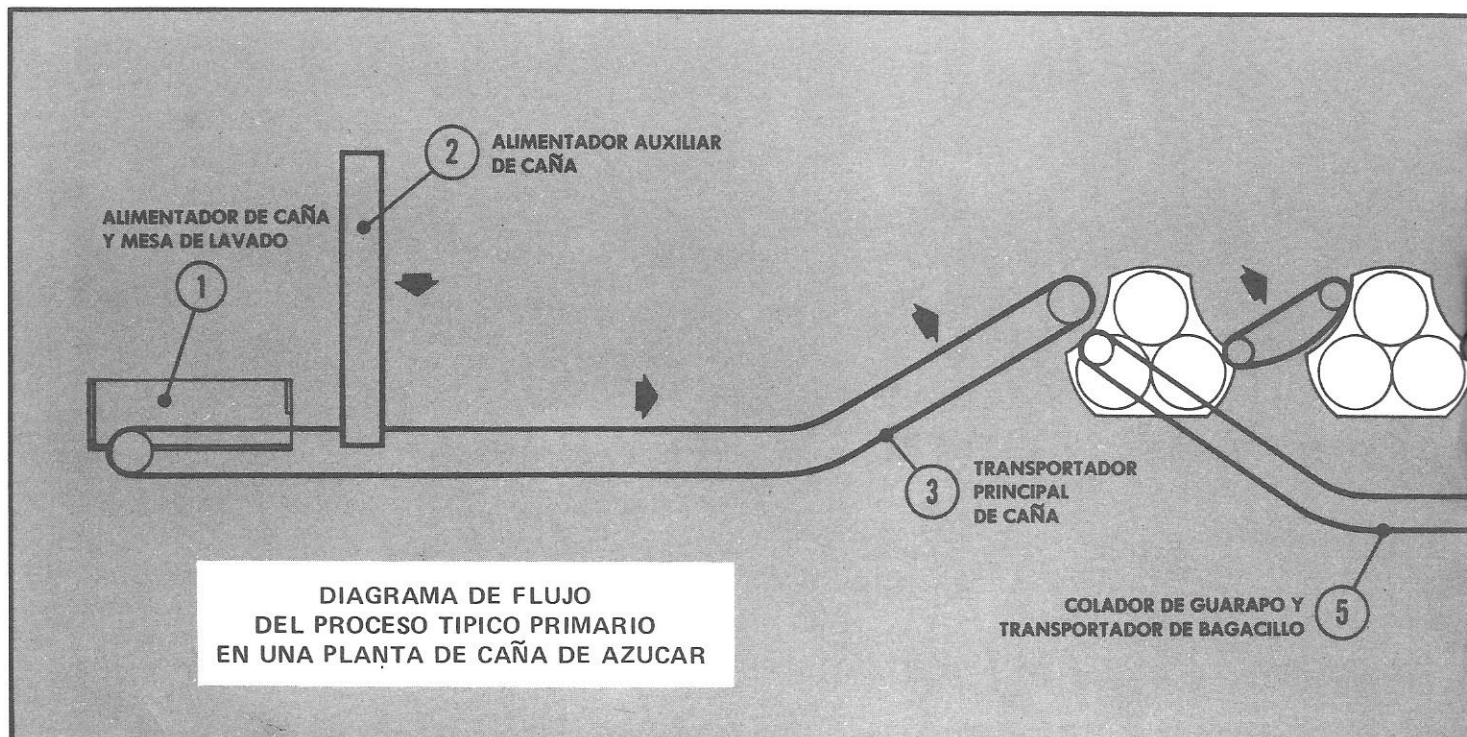 2
ALIMENTADOR AUXILIAR
DE CAÑA
ALIMENTADOR DE CAÑA
Y MESA DE LAVADO
1
3
TRANSPORTADOR
PRINCIPAL
DE CAÑA
DIAGRAMA DE FLUJO
DEL PROCESO TIPICO PRIMARIO
EN UNA PLANTA DE CAÑA DE AZUCAR
COLADOR DE GUARAPO Y
TRANSPORTADOR DE BAGACILLO
5